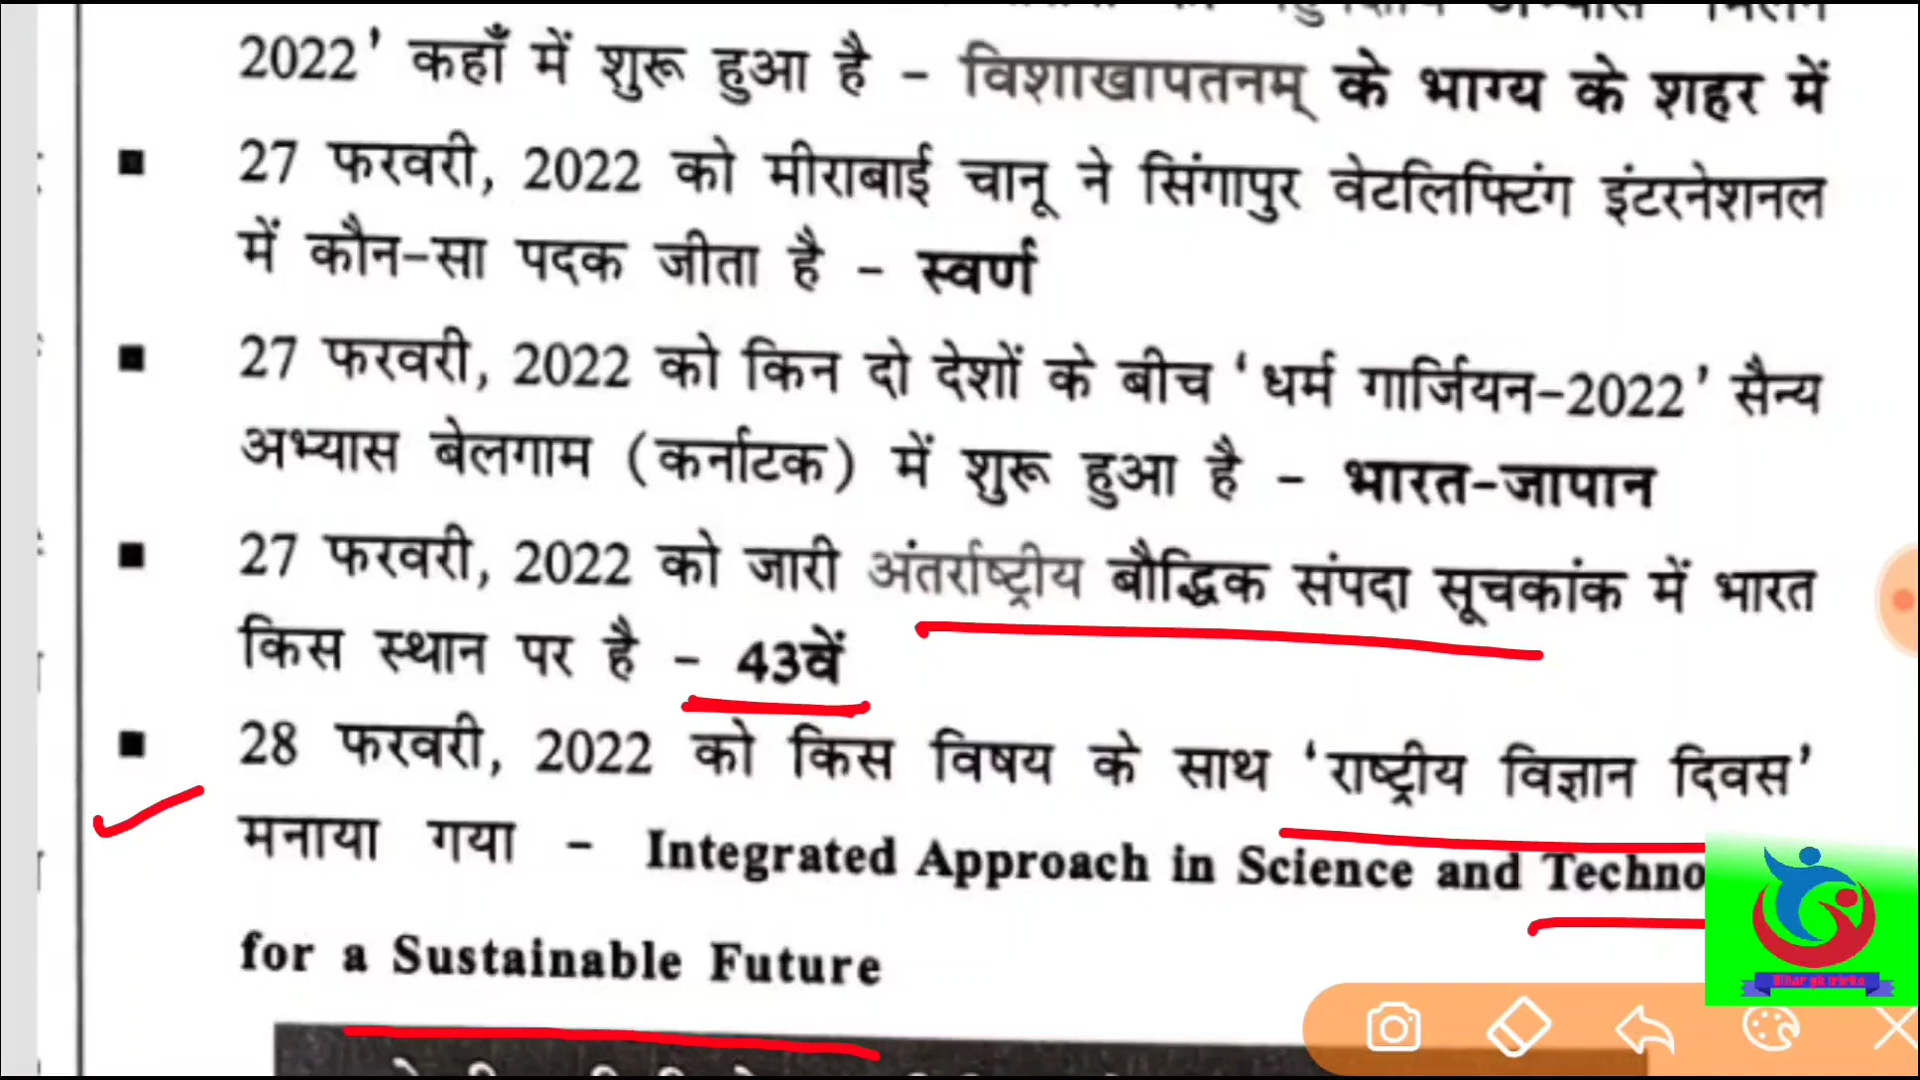 2022’ कहाँ में शुरू हुआ है – विशाखापतनम् के भाग्य के शहर में
■ 27 फरवरी, 2022 को मीराबाई चानू ने सिंगापुर वेटलिफ्टिंग इंटरनेशनल
में कौन-सा पदक जीता है – स्वर्ण
■ 27 फरवरी, 2022 को किन दो देशों के बीच ‘धर्म गार्जियन-2022’ सैन्य
अभ्यास बेलगाम (कर्नाटक) में शुरू हुआ है – भारत-जापान
■ 27 फरवरी, 2022 को जारी अंतर्राष्ट्रीय बौद्धिक संपदा सूचकांक में भारत
किस स्थान पर है – 43वें
■ 28 फरवरी, 2022 को किस विषय के साथ ‘राष्ट्रीय विज्ञान दिवस’
मनाया गया – Integrated Approach in Science and Techno
for a Sustainable Future